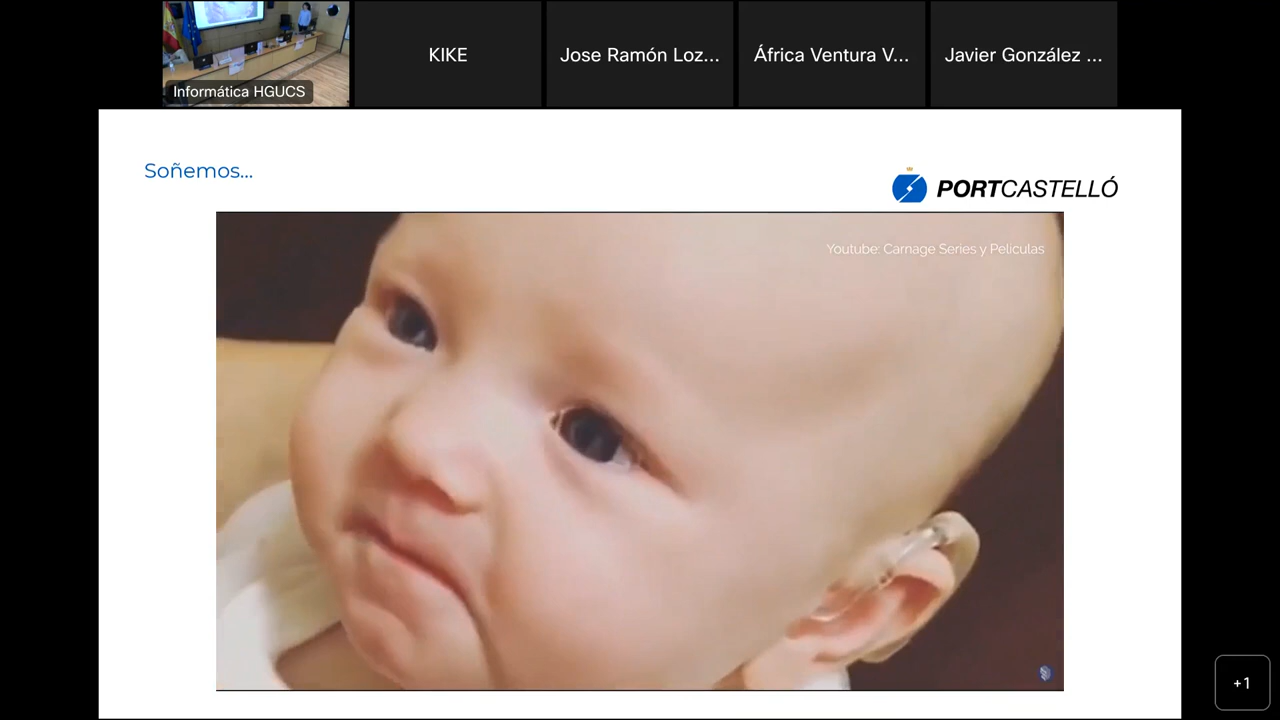 KIKE
Jose Ramón Loz...
África Ventura V...
Javier González ...
Informática HGUCS
Soñemos...
PORTCASTELLÓ
Youtube: Carnage Series y Peliculas
+1